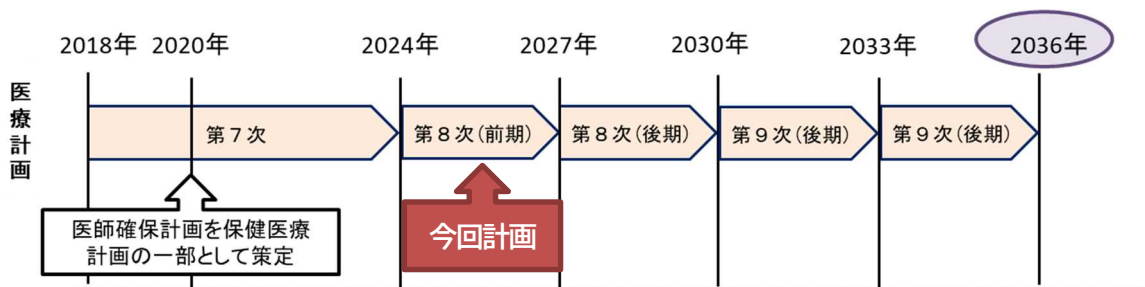 2018年 2020年 2024年 2027年 2030年 2033年 2036年
医療計画
第7次 第8次(前期) 第8次(後期) 第9次(後期) 第9次(後期)
医師確保計画を保健医療
計画の一部として策定
今回計画